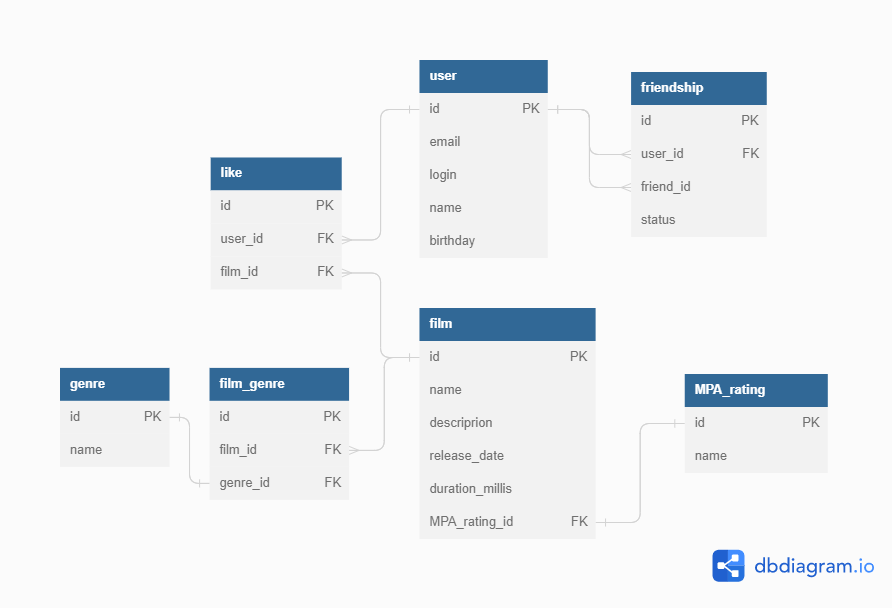 user
id PK
email
login
name
birthday
friendship
id PK
user_id FK
friend_id
status
like
id PK
user_id FK
film_id FK
film
id PK
name
descriprion
release_date
duration_millis
MPA_rating_id FK
genre
id PK
name
film_genre
id PK
film_id FK
genre_id FK
MPA_rating
id PK
name
dbdiagram.io